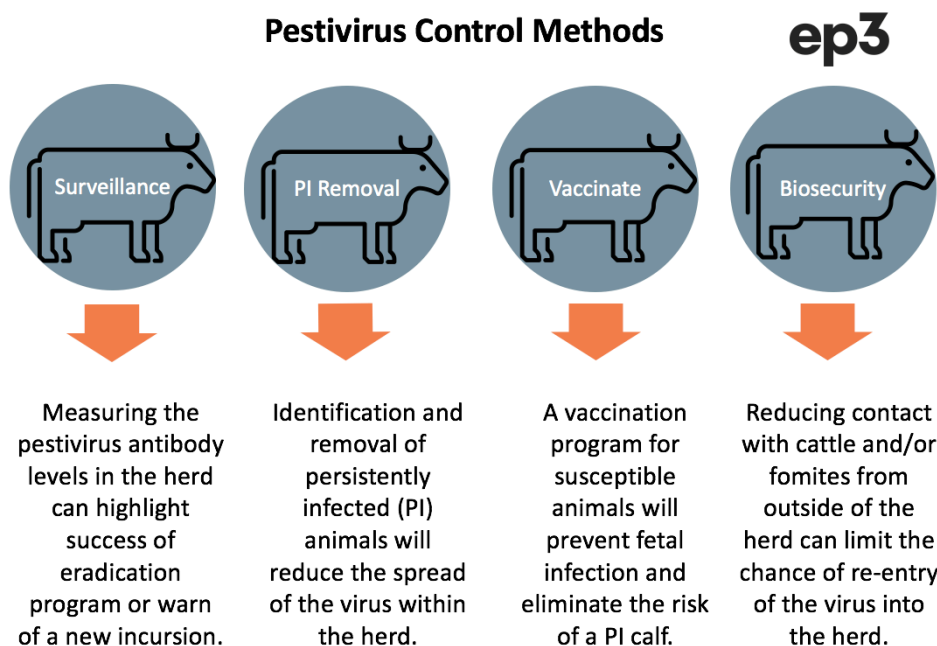 Pestivirus Control Methods
ep3
Surveillance
PI Removal
Vaccinate
Biosecurity
Measuring the
pestivirus antibody
levels in the herd
can highlight
success of
eradication
program or warn
of a new incursion.
Identification and
removal of
persistently
infected (PI)
animals will
reduce the spread
of the virus within
the herd.
A vaccination
program for
susceptible
animals will
prevent fetal
infection and
eliminate the risk
of a PI calf.
Reducing contact
with cattle and/or
fomites from
outside of the
herd can limit the
chance of re-entry
of the virus into
the herd.